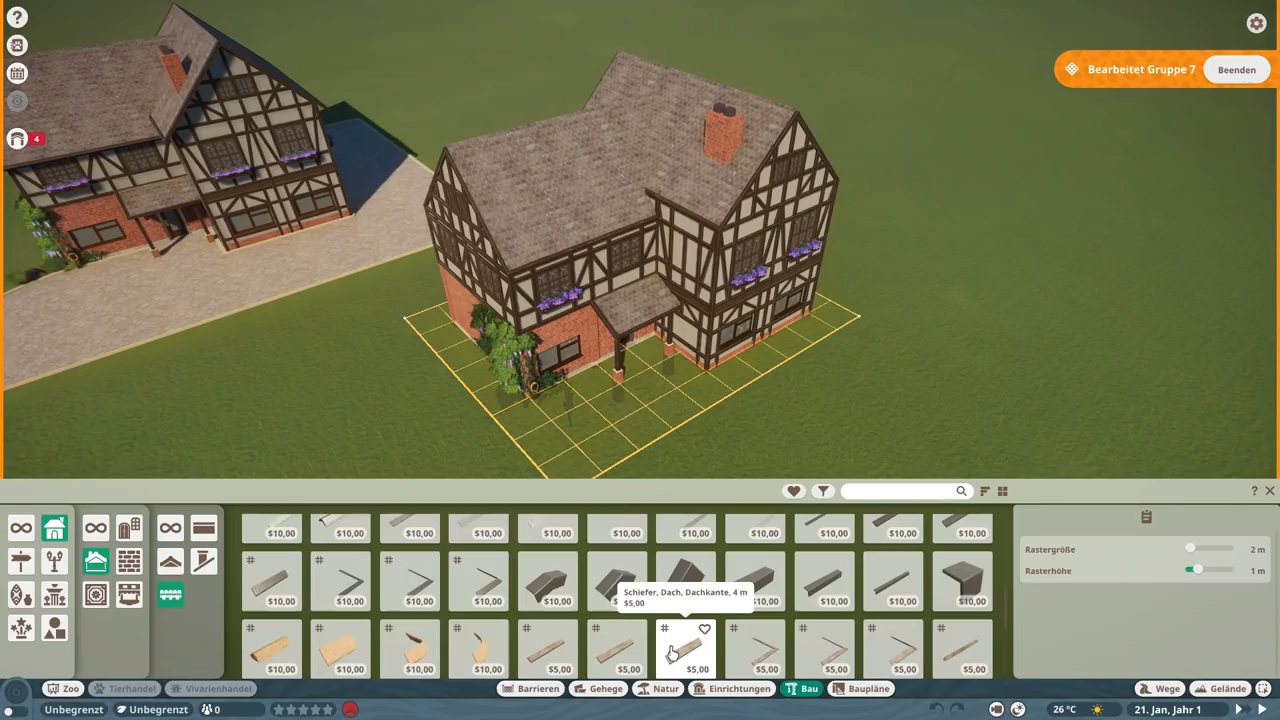 ?
Bearbeitet Gruppe 7
Beenden
4
? ×
$10,00 $10,00 $10,00 $10,00 $10,00 $10,00 $10,00 $10,00 $10,00 $10,00 $10,00
Rastergröße 2 m
Rasterhöhe 1 m
Schiefer, Dach, Dachkante, 4 m
$5,00
$10,00 $10,00 $10,00 $10,00 $10,00 $10,00 $10,00 $10,00 $10,00
$10,00 $10,00 $10,00 $10,00 $5,00 $5,00 $5,00 $5,00 $5,00 $5,00 $5,00
Zoo Tierhandel Vivarienhandel Barrieren Gehege Natur Einrichtungen Bau Baupläne Wege Gelände
Unbegrenzt Unbegrenzt 0 26 °C 21. Jan, Jahr 1